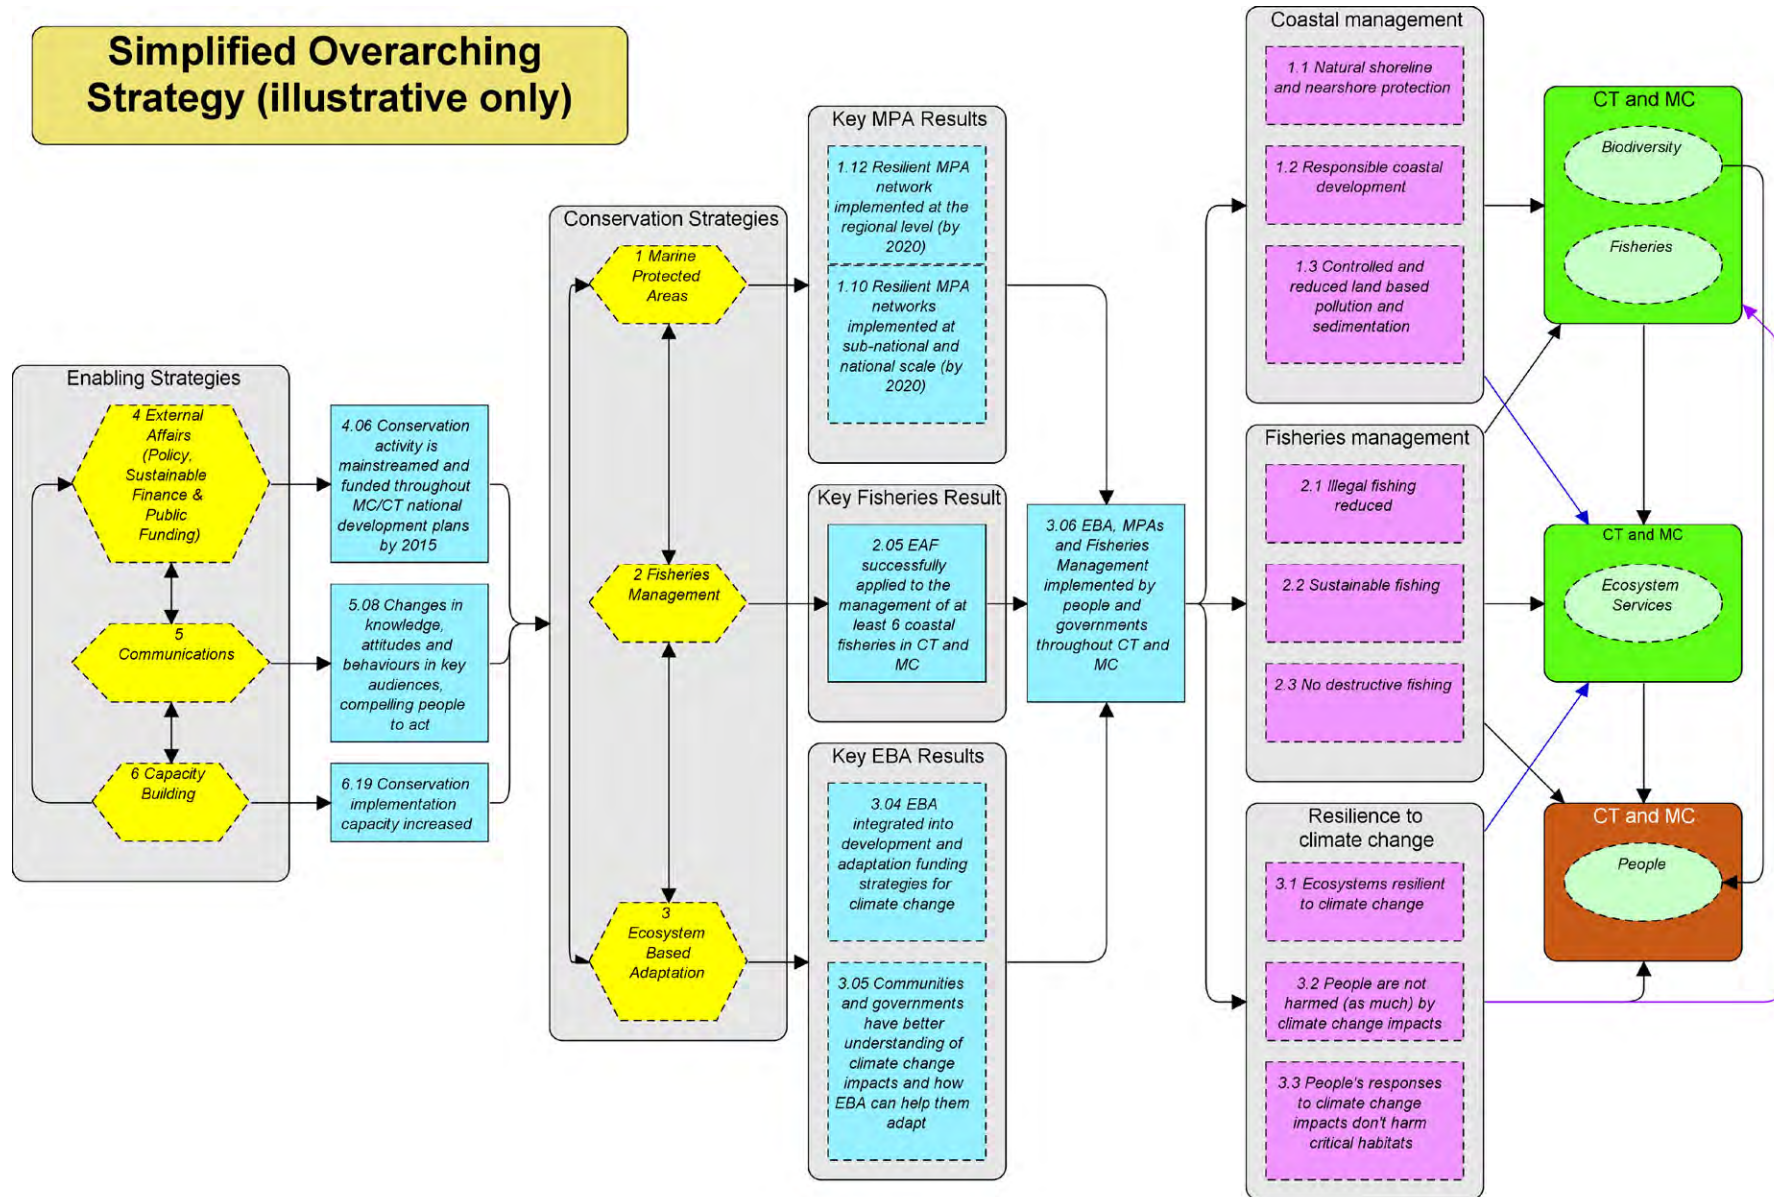 Simplified Overarching
Strategy (illustrative only)
Enabling Strategies
4 External
Affairs
(Policy,
Sustainable
Finance &
Public
Funding)
5
Communications
6 Capacity
Building
4.06 Conservation
activity is
mainstreamed and
funded throughout
MC/CT national
development plans
by 2015
5.08 Changes in
knowledge,
attitudes and
behaviours in key
audiences,
compelling people
to act
6.19 Conservation
implementation
capacity increased
Conservation Strategies
1 Marine
Protected
Areas
2 Fisheries
Management
3
Ecosystem
Based
Adaptation
Key MPA Results
1.12 Resilient MPA
network
implemented at the
regional level (by
2020)
1.10 Resilient MPA
networks
implemented at
sub-national and
national scale (by
2020)
Key Fisheries Result
2.05 EAF
successfully
applied to the
management of at
least 6 coastal
fisheries in CT and
MC
Key EBA Results
3.04 EBA
integrated into
development and
adaptation funding
strategies for
climate change
3.05 Communities
and governments
have better
understanding of
climate change
impacts and how
EBA can help them
adapt
3.06 EBA, MPAs
and Fisheries
Management
implemented by
people and
governments
throughout CT and
MC
Coastal management
1.1 Natural shoreline
and nearshore protection
1.2 Responsible coastal
development
1.3 Controlled and
reduced land based
pollution and
sedimentation
Fisheries management
2.1 Illegal fishing
reduced
2.2 Sustainable fishing
2.3 No destructive fishing
Resilience to
climate change
3.1 Ecosystems resilient
to climate change
3.2 People are not
harmed (as much) by
climate change impacts
3.3 People's responses
to climate change
impacts don't harm
critical habitats
CT and MC
Biodiversity
Fisheries
CT and MC
Ecosystem
Services
CT and MC
People